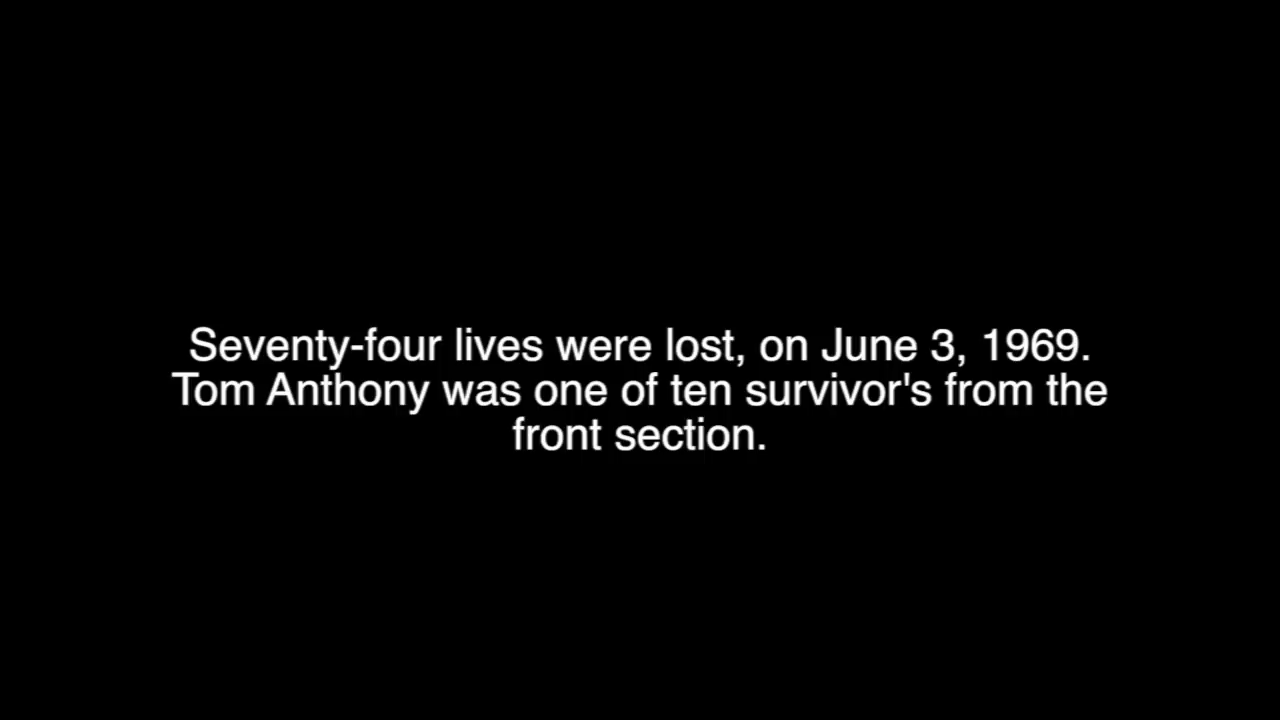 Seventy-four lives were lost, on June 3, 1969.
Tom Anthony was one of ten survivor's from the
front section.